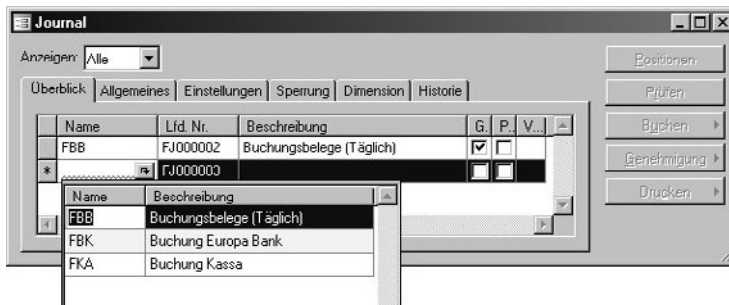 Journal
Anzeigen: Alle
Positionen
Überblick Allgemeines Einstellungen Sperrung Dimension Historie
Prüfen
Name Lfd. Nr. Beschreibung G. P. V...
Buchen
FBB FJ000002 Buchungsbelege (Täglich)
* FJ000003
Genehmigung
Name Beschreibung
Drucken
FBB Buchungsbelege (Täglich)
FBK Buchung Europa Bank
FKA Buchung Kassa